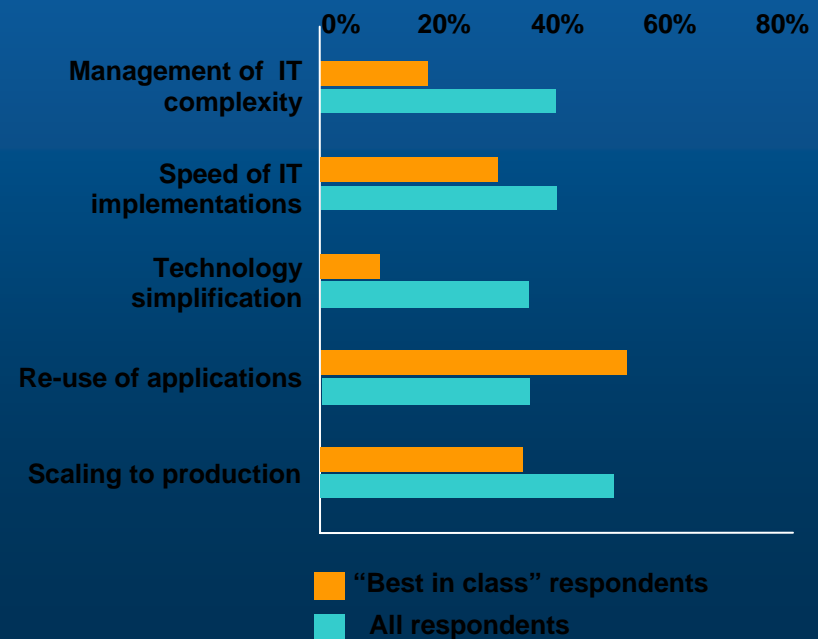 0% 20% 40% 60% 80%
Management of IT
complexity
Speed of IT
implementations
Technology
simplification
Re-use of applications
Scaling to production
“Best in class” respondents
All respondents